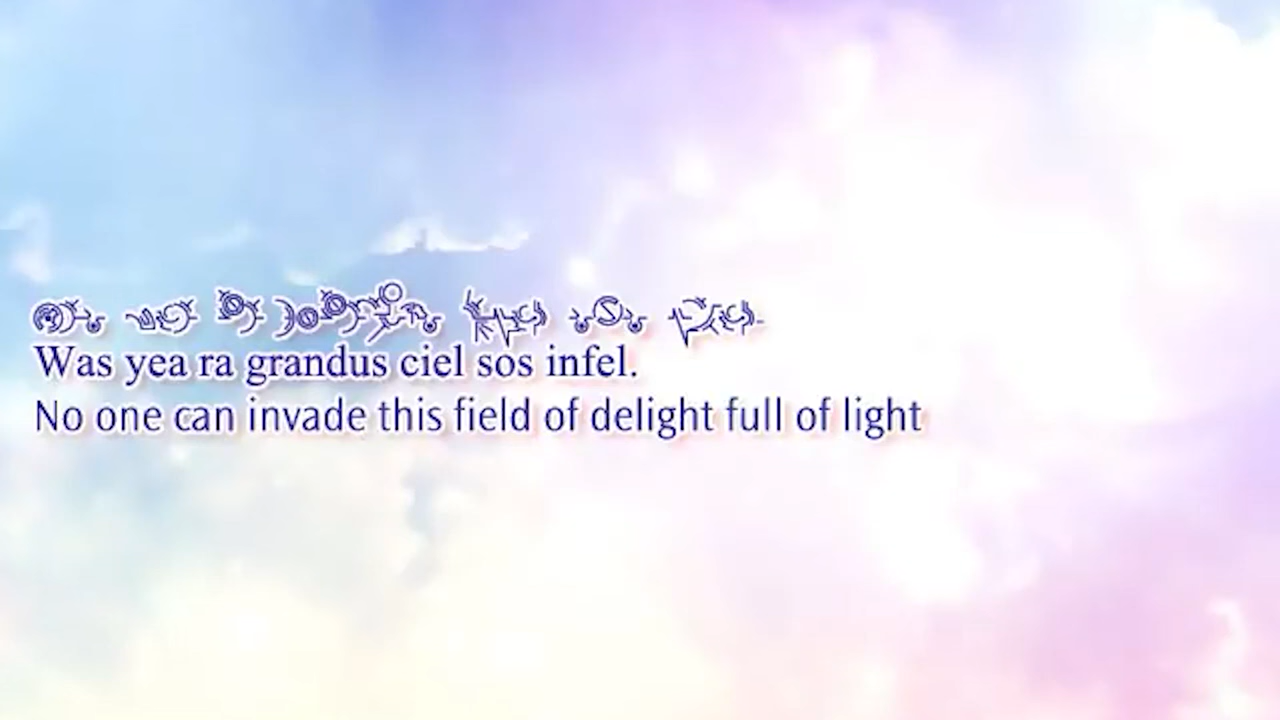 Was yea ra grandus ciel sos infel.
No one can invade this field of delight full of light